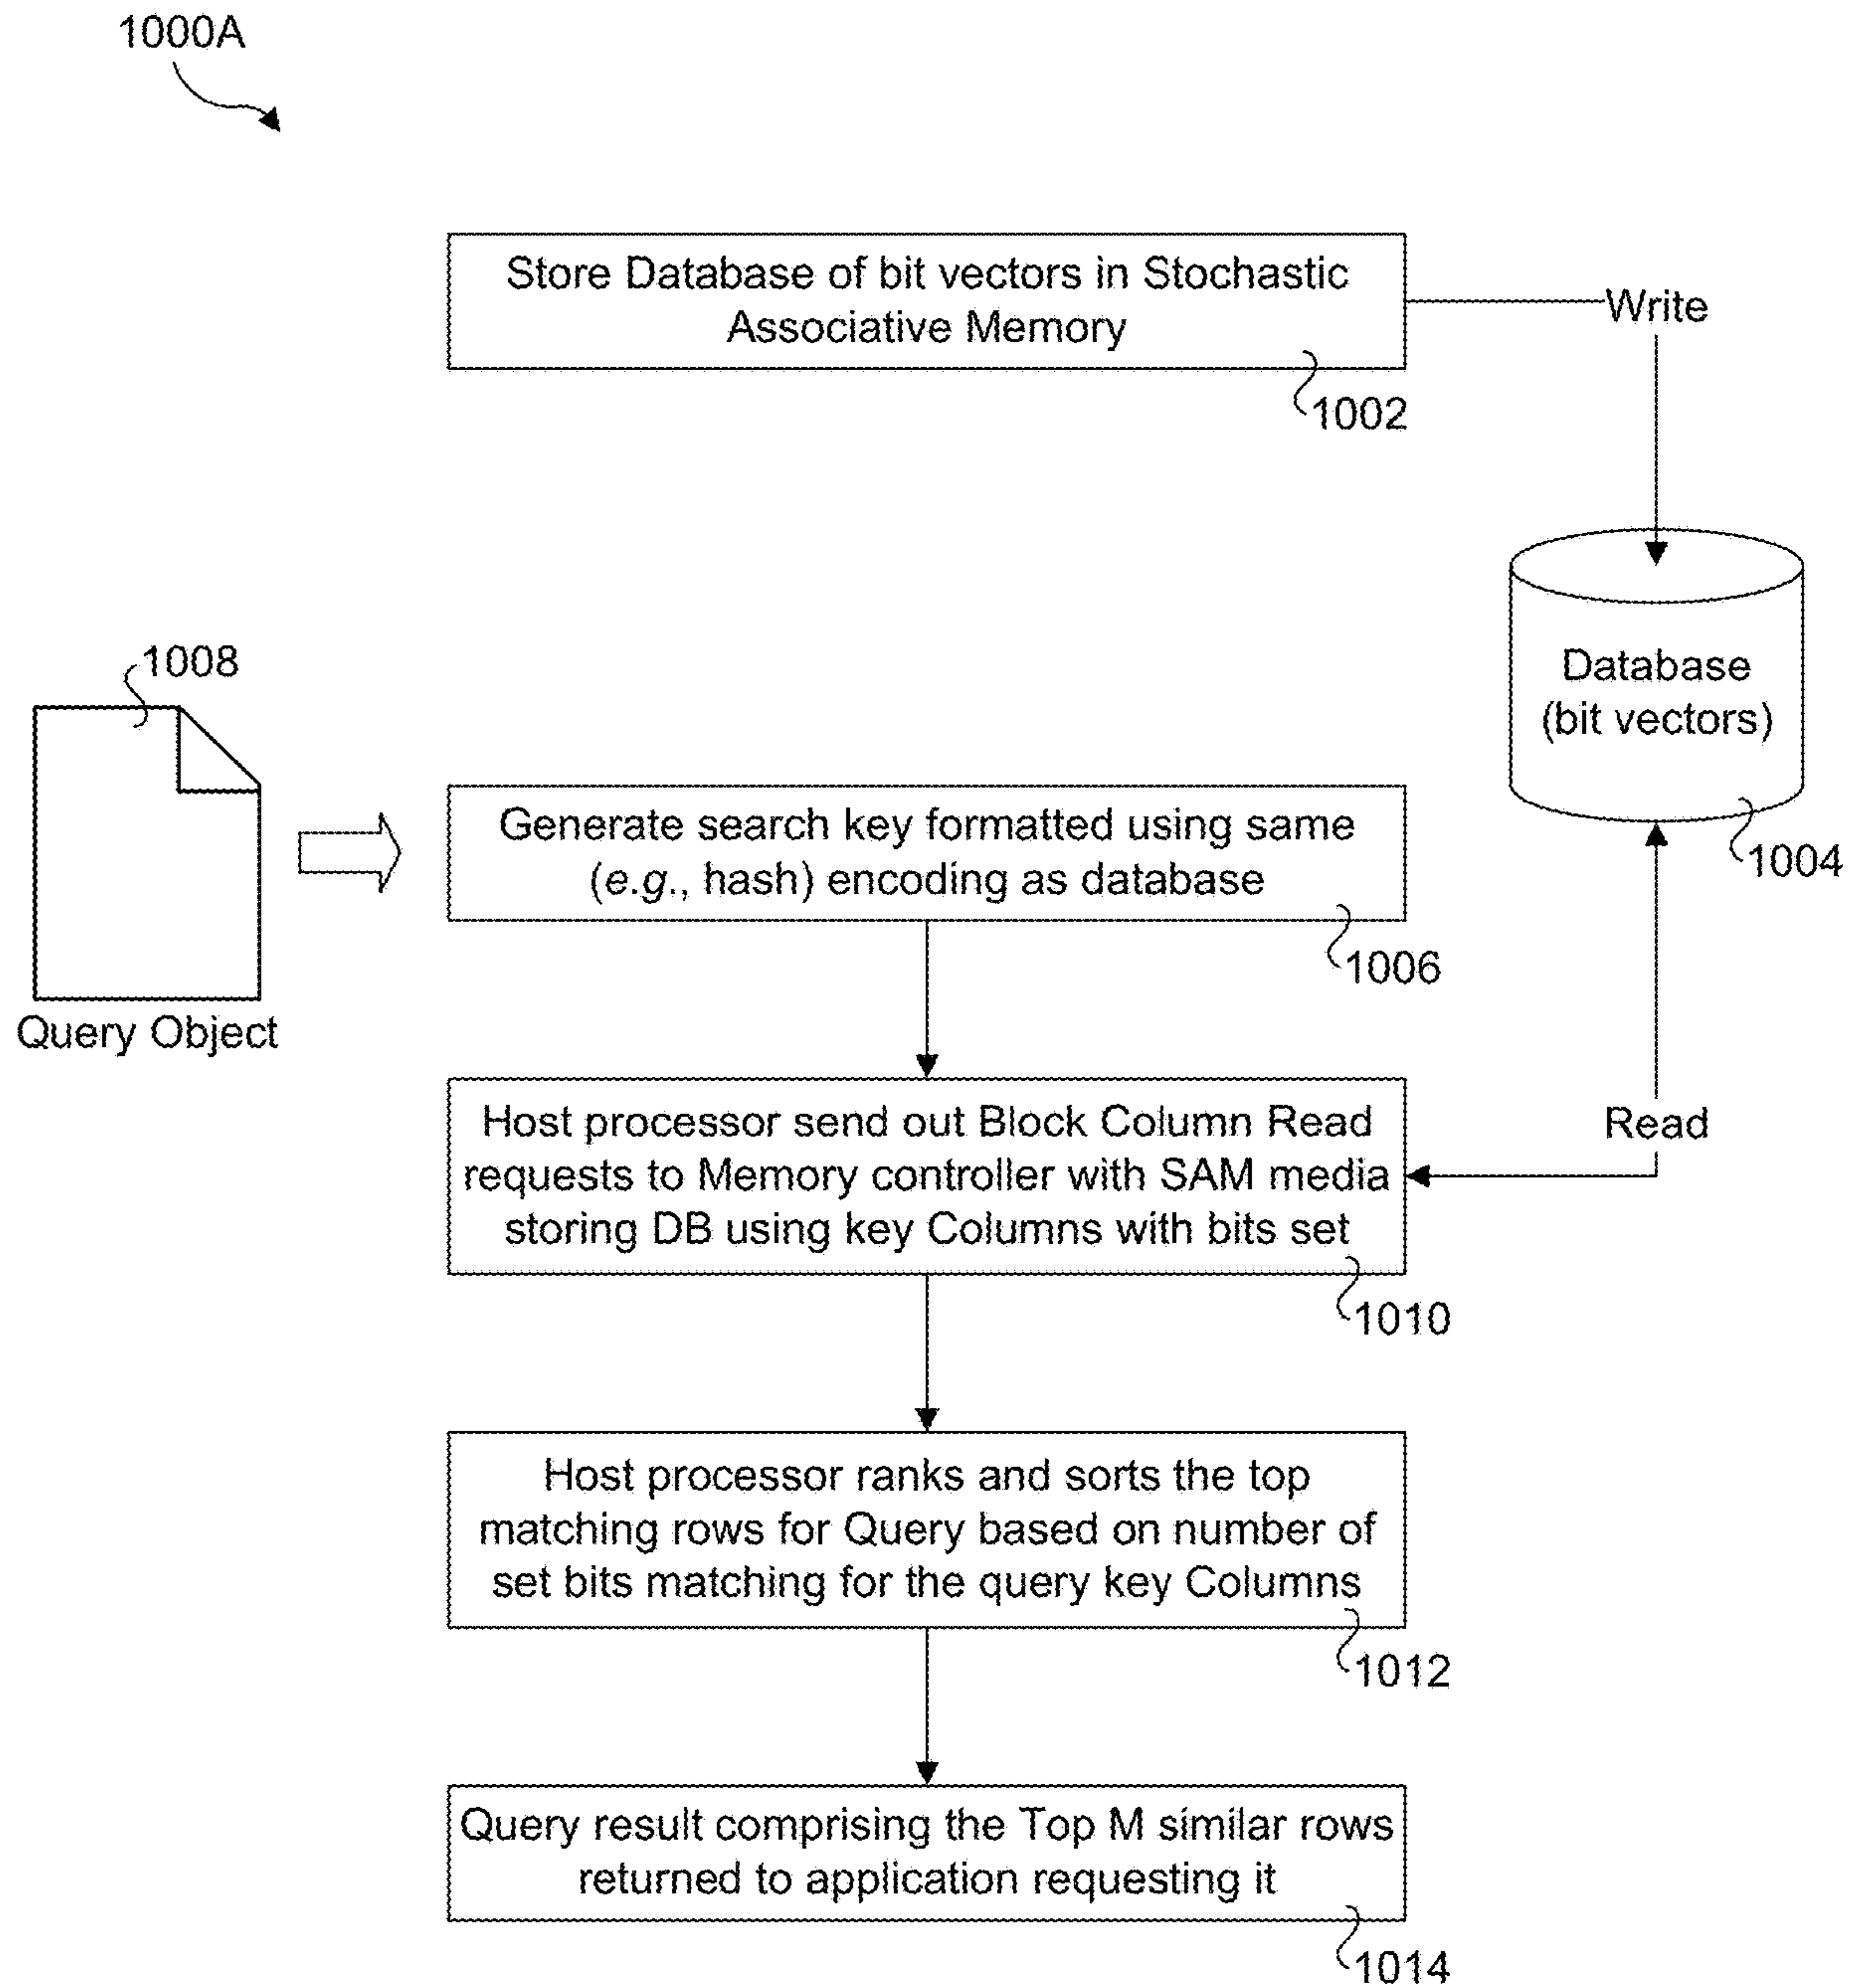 1000A
Store Database of bit vectors in Stochastic
Associative Memory
Write
1002
Database
(bit vectors)
1004
1008
Query Object
Generate search key formatted using same
(e.g., hash) encoding as database
1006
Host processor send out Block Column Read
requests to Memory controller with SAM media
storing DB using key Columns with bits set
Read
1010
Host processor ranks and sorts the top
matching rows for Query based on number of
set bits matching for the query key Columns
1012
Query result comprising the Top M similar rows
returned to application requesting it
1014